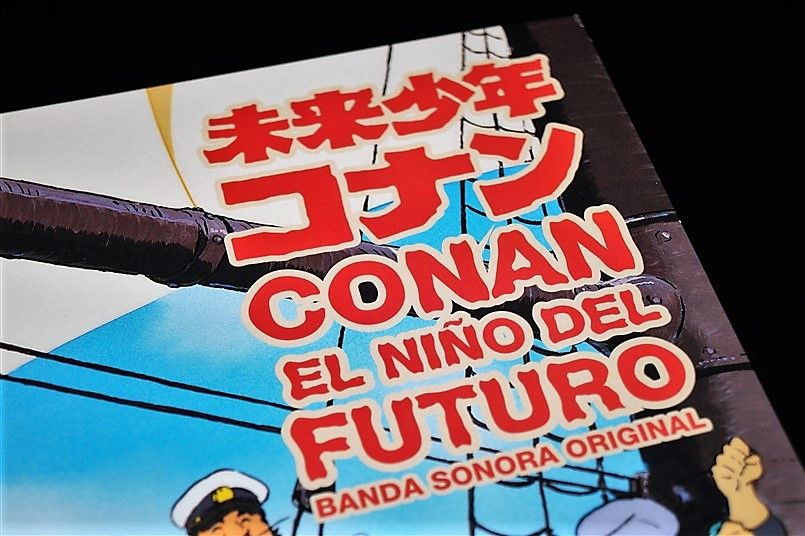 未来少年
コナン
CONAN
EL NIÑO DEL
FUTURO
BANDA SONORA ORIGINAL